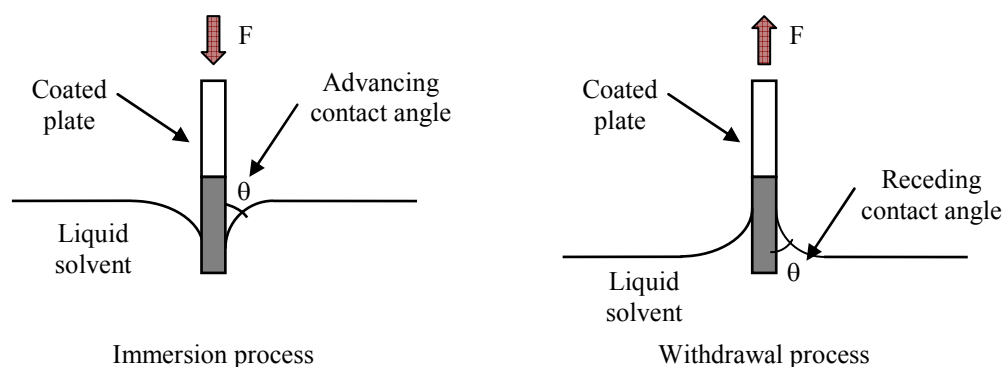 F
Coated
plate
Advancing
contact angle
θ
Liquid
solvent
Immersion process
F
Coated
plate
Receding
contact angle
θ
Liquid
solvent
Withdrawal process